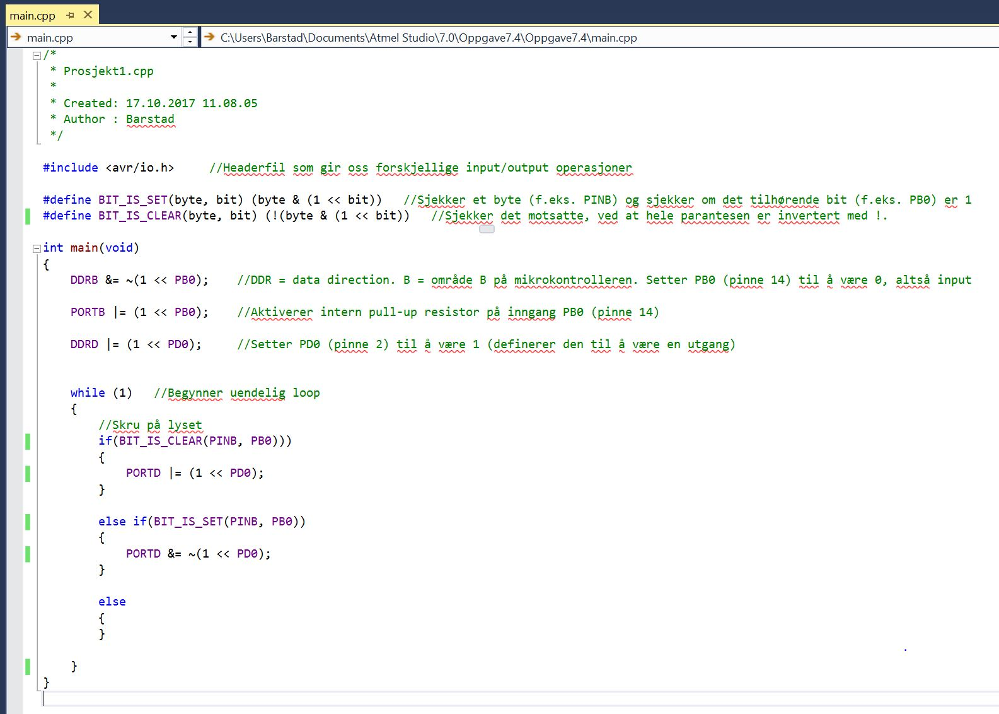 main.cpp
main.cpp C:\Users\Barstad\Documents\Atmel Studio\7.0\Oppgave7.4\Oppgave7.4\main.cpp
/*
 * Prosjekt1.cpp
 *
 * Created: 17.10.2017 11.08.05
 * Author : Barstad
 */
#include <avr/io.h>     //Headerfil som gir oss forskjellige input/output operasjoner
#define BIT_IS_SET(byte, bit) (byte & (1 << bit))   //Sjekker et byte (f.eks. PINB) og sjekker om det tilhørende bit (f.eks. PB0) er 1
#define BIT_IS_CLEAR(byte, bit) (!(byte & (1 << bit))   //Sjekker det motsatte, ved at hele parantesen er invertert med !.
int main(void)
{
    DDRB &= ~(1 << PB0);    //DDR = data direction. B = område B på mikrokontrolleren. Setter PB0 (pinne 14) til å være 0, altså input
    PORTB |= (1 << PB0);    //Aktiverer intern pull-up resistor på inngang PB0 (pinne 14)
    DDRD |= (1 << PD0);     //Setter PD0 (pinne 2) til å være 1 (definerer den til å være en utgang)
    while (1)   //Begynner uendelig loop
    {
        //Skru på lyset
        if(BIT_IS_CLEAR(PINB, PB0)))
        {
            PORTD |= (1 << PD0);
        }
        else if(BIT_IS_SET(PINB, PB0))
        {
            PORTD &= ~(1 << PD0);
        }
        else
        {
        }
    }
}